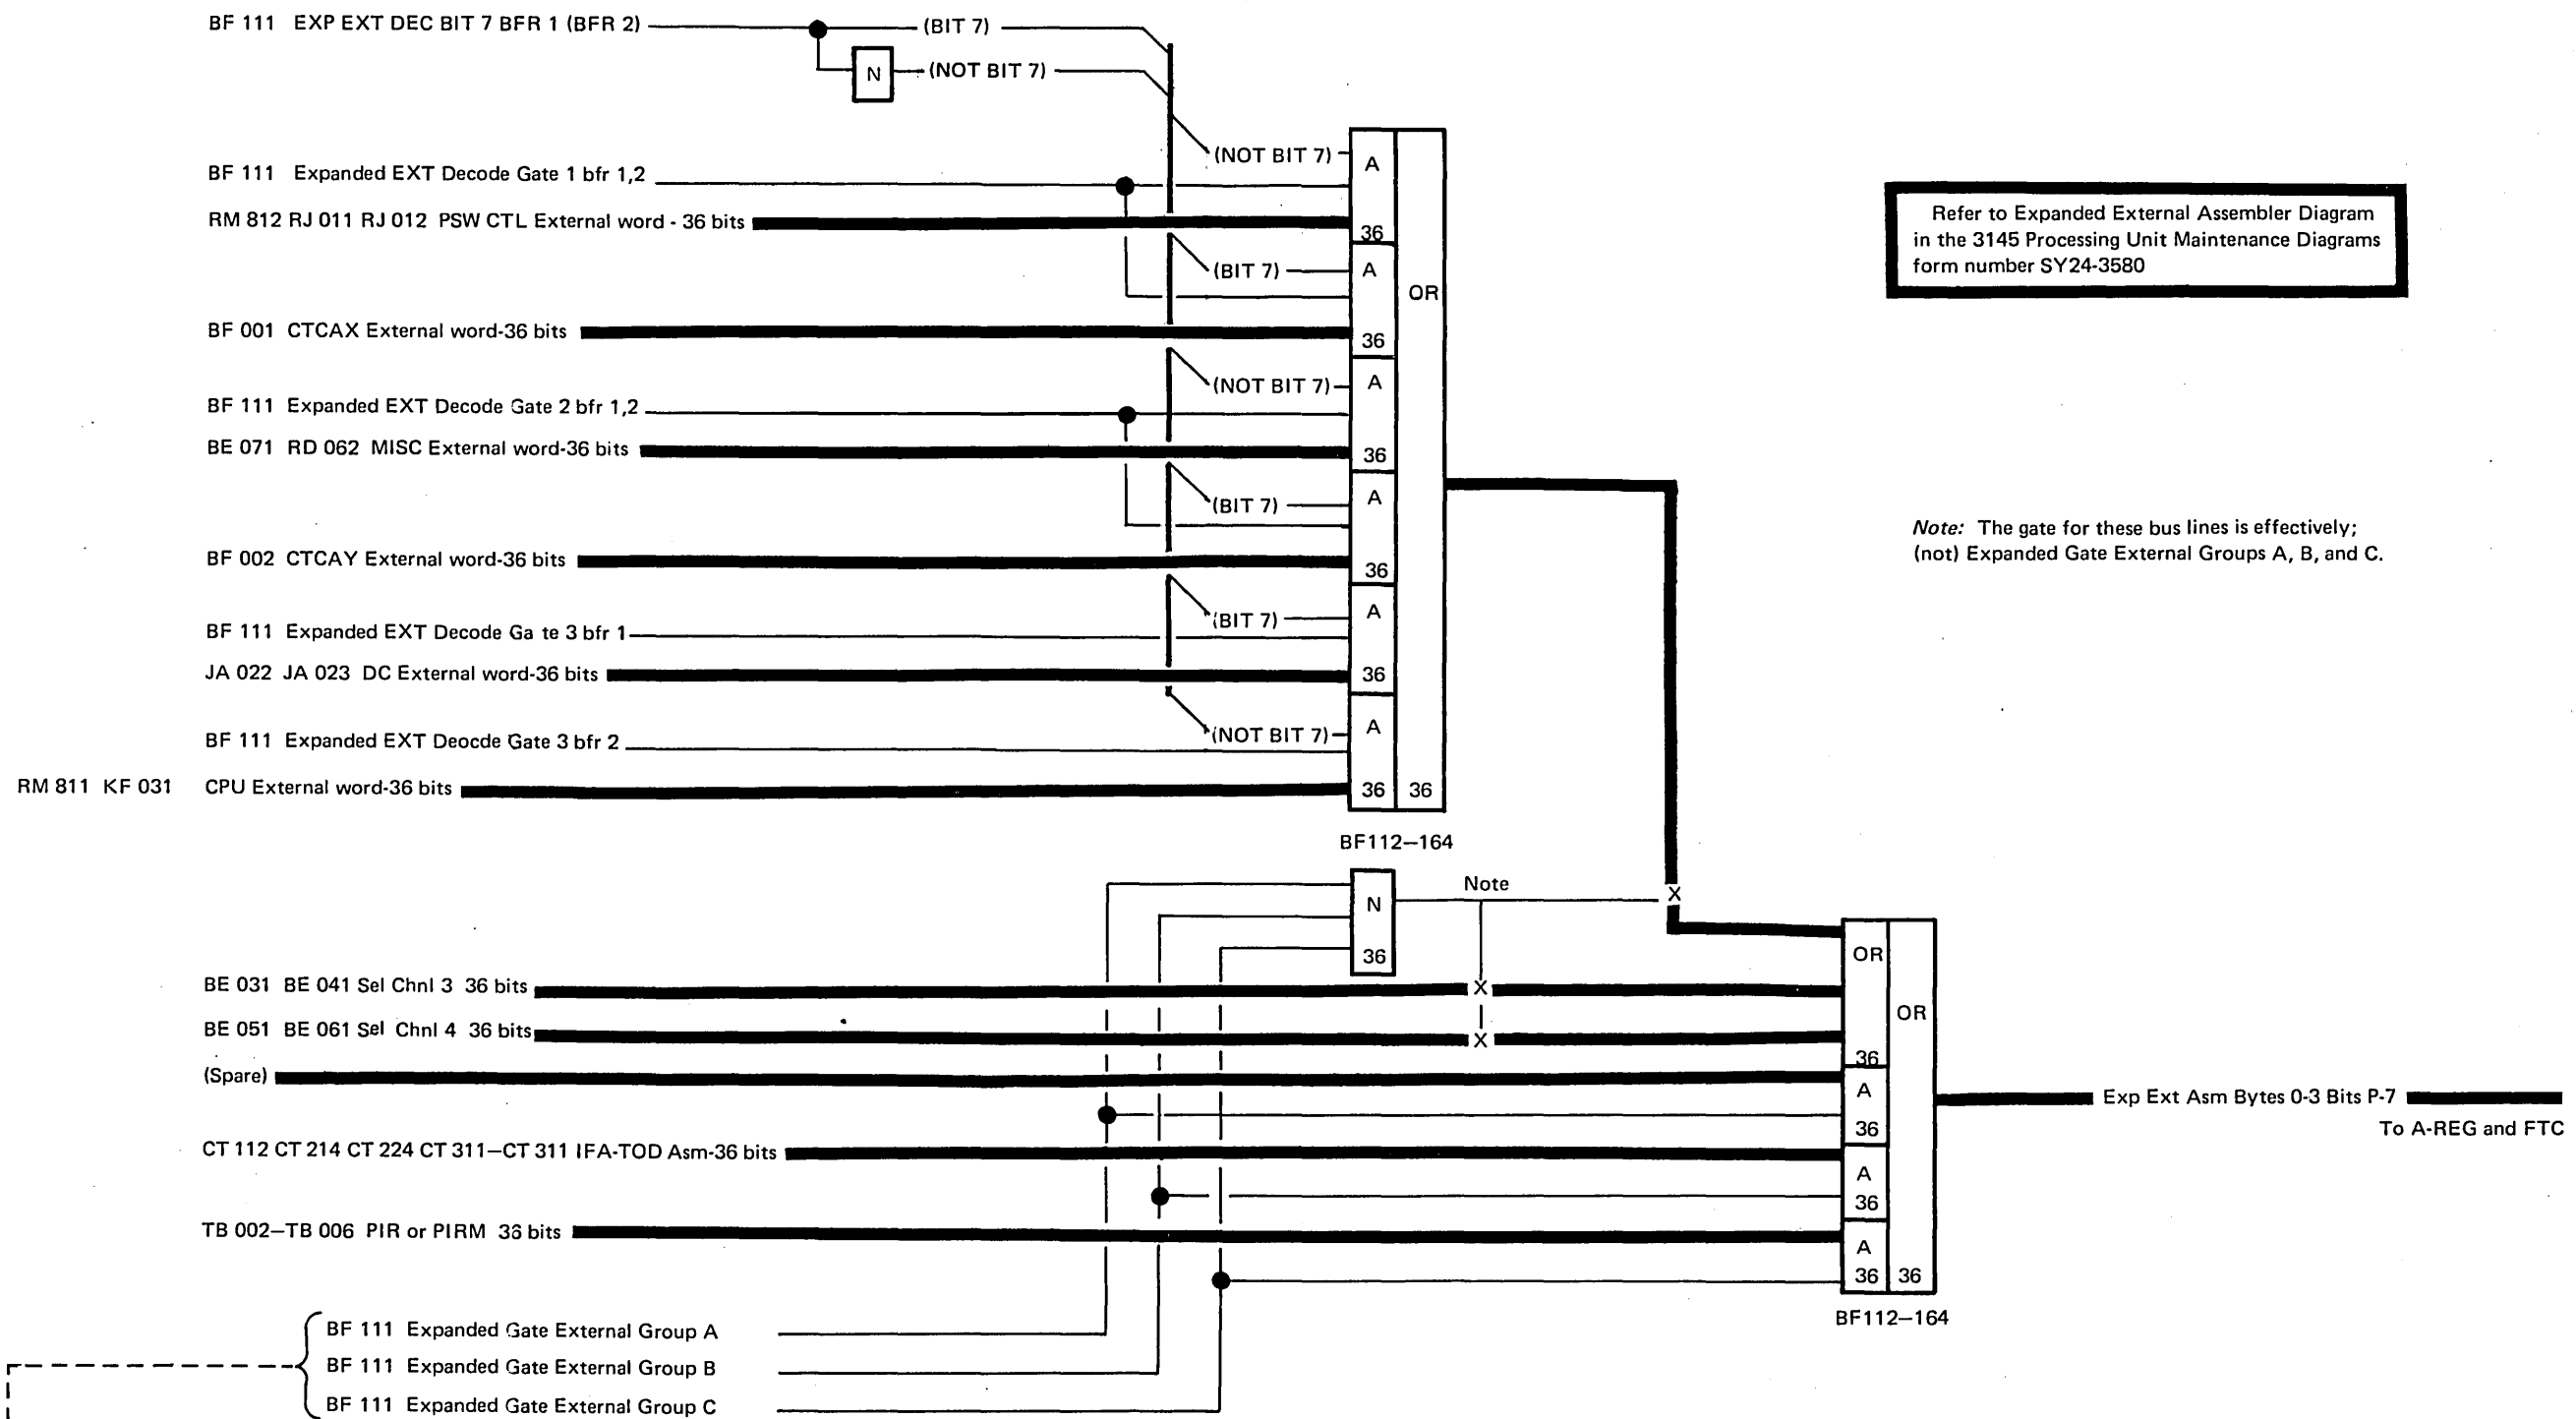 BF 111 EXP EXT DEC BIT 7 BFR 1 (BFR 2)
(BIT 7)
N
(NOT BIT 7)
(NOT BIT 7)
A
BF 111 Expanded EXT Decode Gate 1 bfr 1,2
RM 812 RJ 011 RJ 012 PSW CTL External word - 36 bits
36
(BIT 7)
A
OR
BF 001 CTCAX External word-36 bits
36
(NOT BIT 7)
A
BF 111 Expanded EXT Decode Gate 2 bfr 1,2
BE 071 RD 062 MISC External word-36 bits
36
(BIT 7)
A
BF 002 CTCAY External word-36 bits
36
(BIT 7)
A
BF 111 Expanded EXT Decode Ga te 3 bfr 1
JA 022 JA 023 DC External word-36 bits
36
(NOT BIT 7)
A
BF 111 Expanded EXT Deocde Gate 3 bfr 2
RM 811 KF 031 CPU External word-36 bits
36 36
BF112–164
Refer to Expanded External Assembler Diagram
in the 3145 Processing Unit Maintenance Diagrams
form number SY24-3580
Note: The gate for these bus lines is effectively;
(not) Expanded Gate External Groups A, B, and C.
N
36
Note
X
BE 031 BE 041 Sel Chnl 3 36 bits
X
OR
BE 051 BE 061 Sel Chnl 4 36 bits
X
36
OR
(Spare)
A
36
CT 112 CT 214 CT 224 CT 311–CT 311 IFA-TOD Asm-36 bits
A
36
TB 002–TB 006 PIR or PIRM 36 bits
A
36 36
BF112–164
Exp Ext Asm Bytes 0-3 Bits P-7
To A-REG and FTC
BF 111 Expanded Gate External Group A
BF 111 Expanded Gate External Group B
BF 111 Expanded Gate External Group C